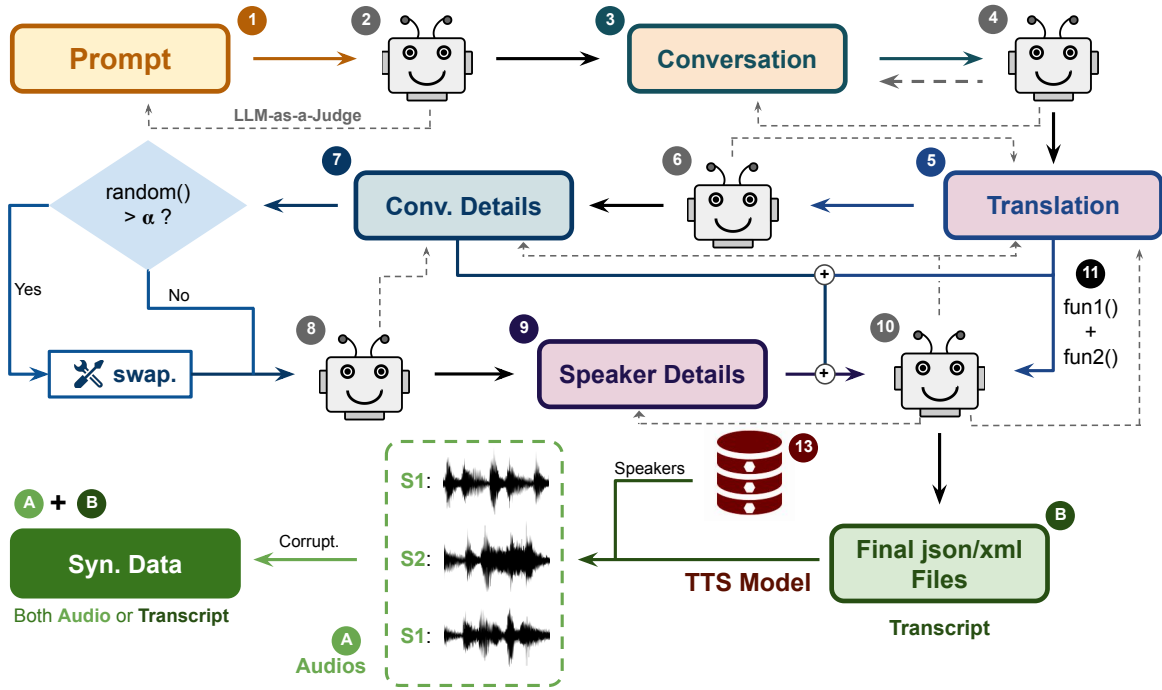 1
2
3
4
Prompt
Conversation
LLM-as-a-Judge
7
6
5
random()
> α ?
Conv. Details
Translation
Yes
No
+
11
fun1()
+
fun2()
8
9
10
swap.
Speaker Details
+
13
Speakers
S1:
A + B
B
Syn. Data
Corrupt.
S2:
TTS Model
Final json/xml
Files
Both Audio or Transcript
S1:
Transcript
A
Audios